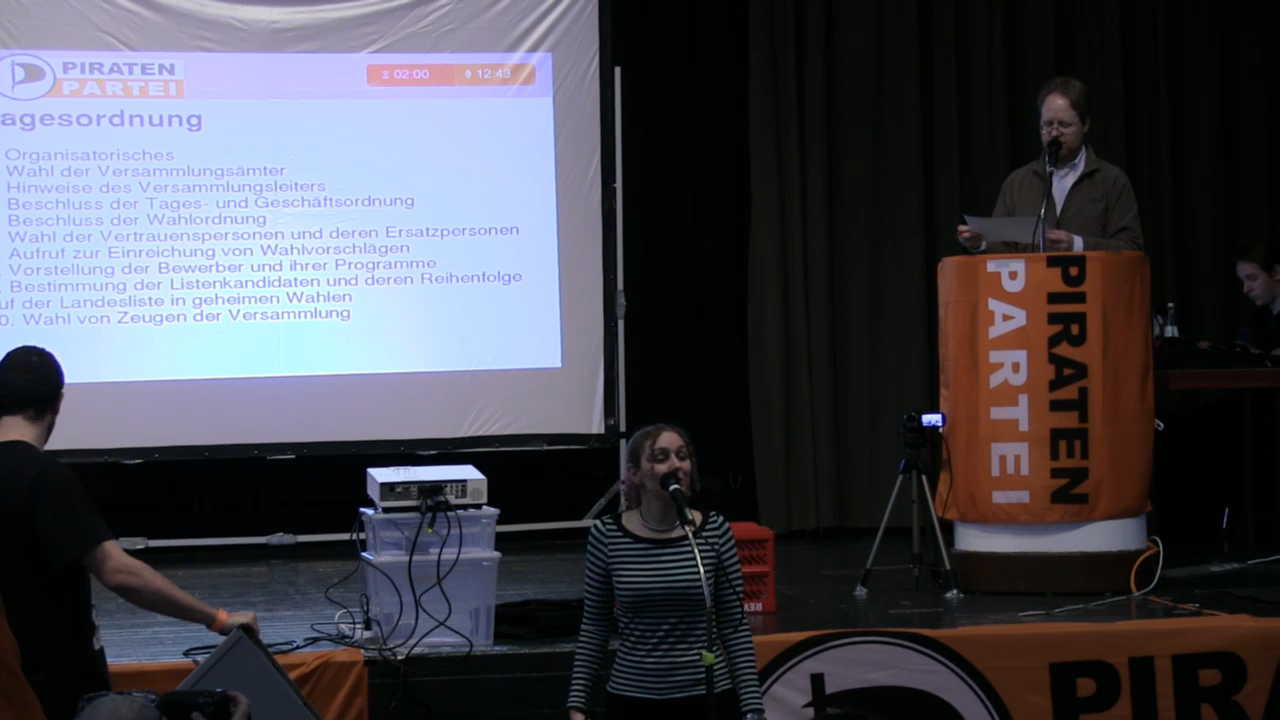 PIRATEN
PARTEI
02:00
12:43
agesordnung
Organisatorisches
Wahl der Versammlungsämter
Hinweise des Versammlungsleiters
Beschluss der Tages- und Geschäftsordnung
Beschluss der Wahlordnung
Wahl der Vertrauenspersonen und deren Ersatzpersonen
Aufruf zur Einreichung von Wahlvorschlägen
. Vorstellung der Bewerber und ihrer Programme
. Bestimmung der Listenkandidaten und deren Reihenfolge
uf der Landesliste in geheimen Wahlen
0. Wahl von Zeugen der Versammlung
PIRATEN
PARTEI
REWE
PIRA